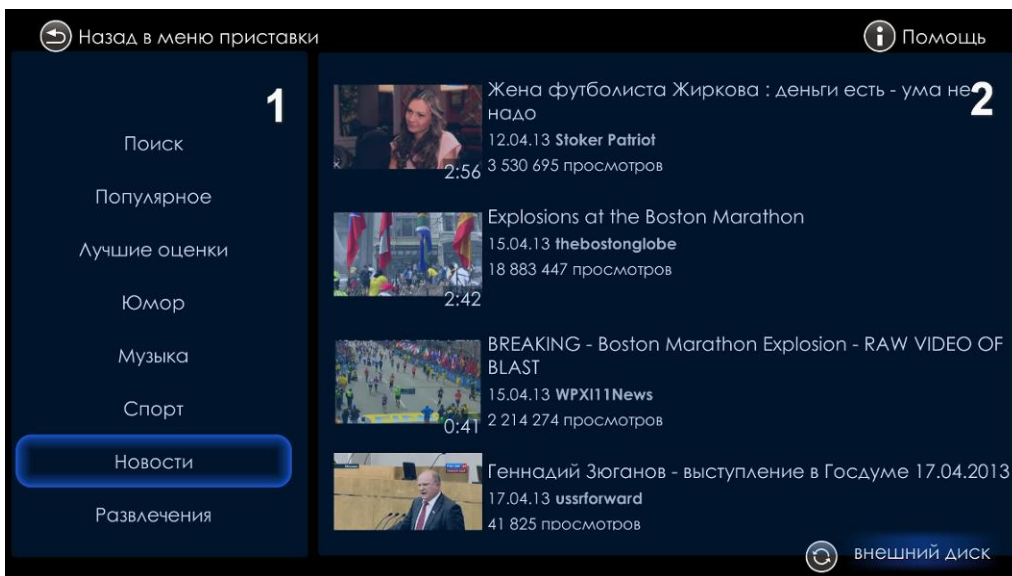 Назад в меню приставки
Помощь
1
Поиск
Популярное
Лучшие оценки
Юмор
Музыка
Спорт
Новости
Развлечения
2
Жена футболиста Жиркова : деньги есть - ума не
надо
12.04.13 Stoker Patriot
3 530 695 просмотров
2:56
Explosions at the Boston Marathon
15.04.13 thebostonglobe
18 883 447 просмотров
2:42
BREAKING - Boston Marathon Explosion - RAW VIDEO OF
BLAST
15.04.13 WPXI11News
2 214 274 просмотров
0:41
Геннадий Зюганов - выступление в Госдуме 17.04.2013
17.04.13 ussrforward
41 825 просмотров
внешний диск